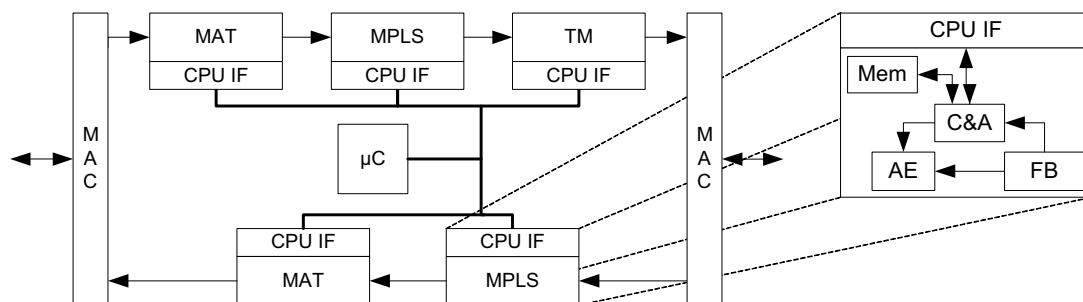 MAT
MPLS
TM
CPU IF
CPU IF
CPU IF
CPU IF
Mem
C&A
AE
FB
M
A
C
µC
M
A
C
CPU IF
CPU IF
MAT
MPLS